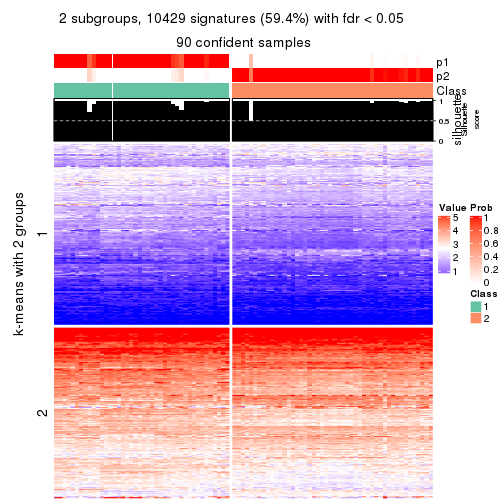 2 subgroups, 10429 signatures (59.4%) with fdr < 0.05
90 confident samples
p1
p2
Class
1
0.5
0
silhouette
Silhouette
score
k-means with 2 groups
1
2
Value
5
4
3
2
1
Prob
1
0.8
0.6
0.4
0.2
0
Class
1
2